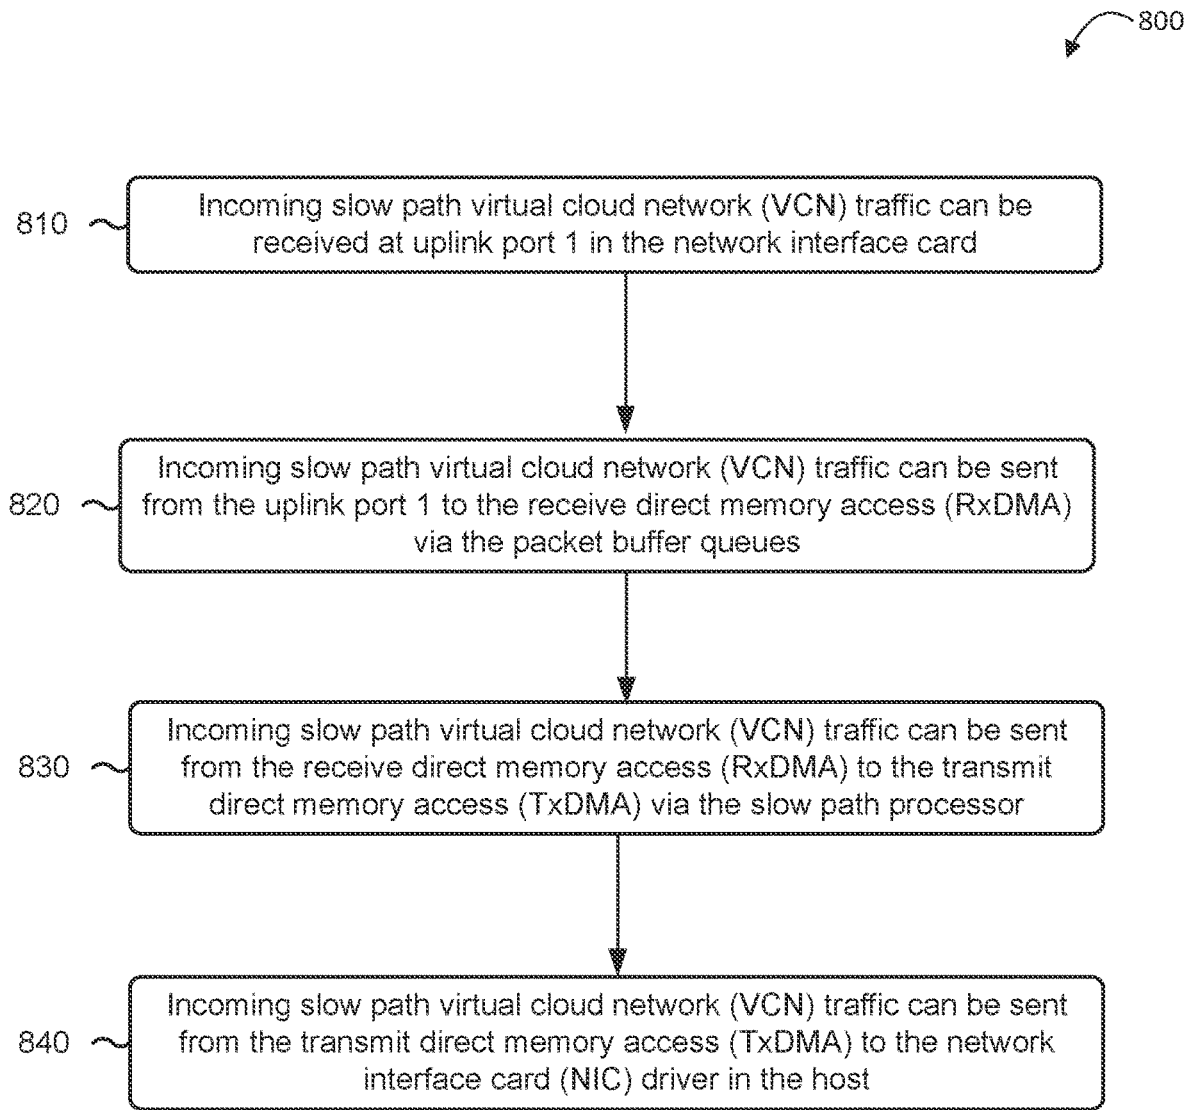 800
810
Incoming slow path virtual cloud network (VCN) traffic can be
received at uplink port 1 in the network interface card
820
Incoming slow path virtual cloud network (VCN) traffic can be sent
from the uplink port 1 to the receive direct memory access (RxDMA)
via the packet buffer queues
830
Incoming slow path virtual cloud network (VCN) traffic can be sent
from the receive direct memory access (RxDMA) to the transmit
direct memory access (TxDMA) via the slow path processor
840
Incoming slow path virtual cloud network (VCN) traffic can be sent
from the transmit direct memory access (TxDMA) to the network
interface card (NIC) driver in the host